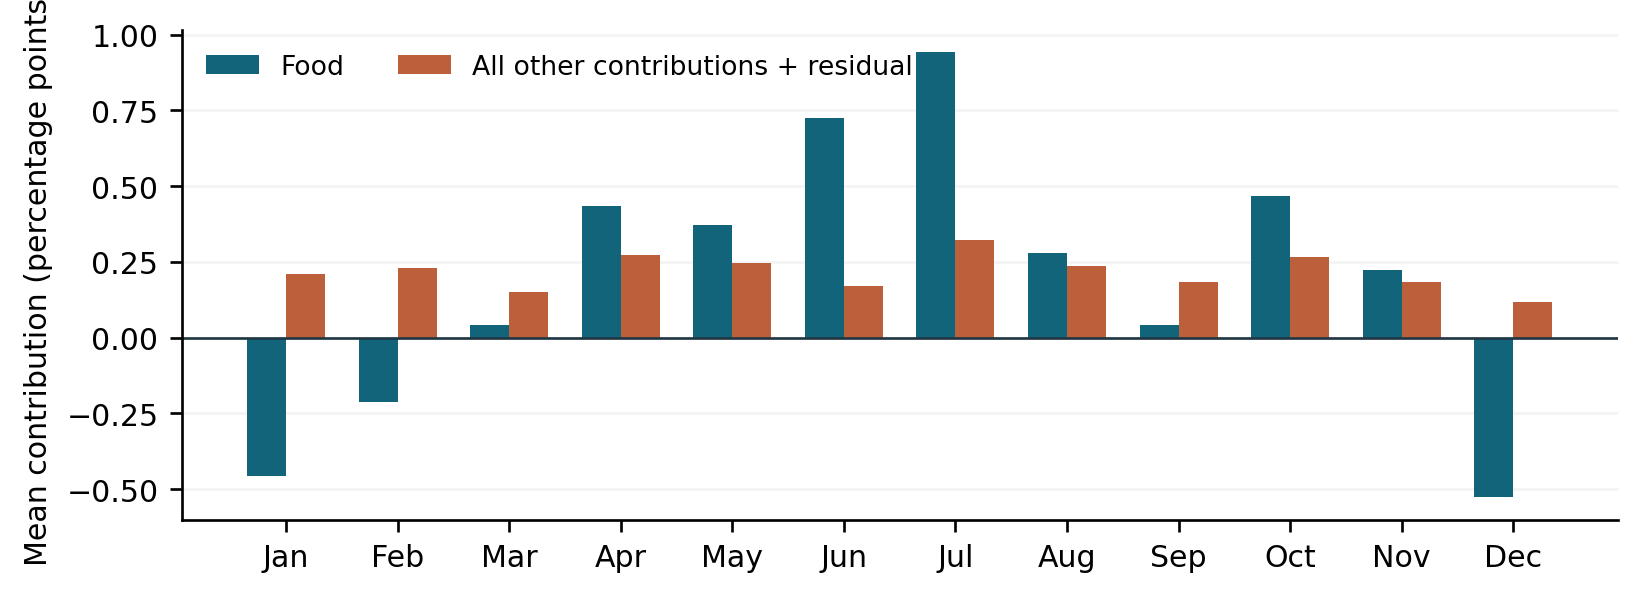 Mean contribution (percentage points
1.00
0.75
0.50
0.25
0.00
−0.25
−0.50
Food
All other contributions + residual
Jan Feb Mar Apr May Jun Jul Aug Sep Oct Nov Dec